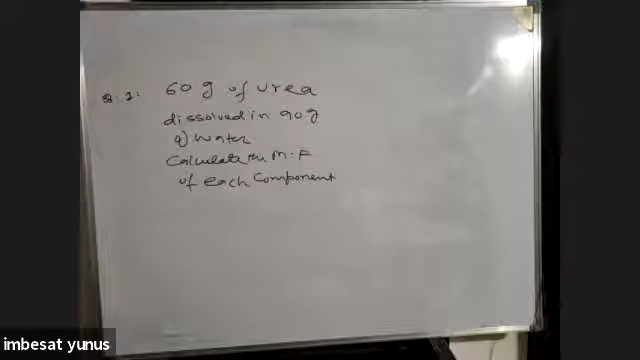 Q.1: 60 g of urea
dissolved in 90 g
of water.
Calculate the M.F
of each component
imbesat yunus